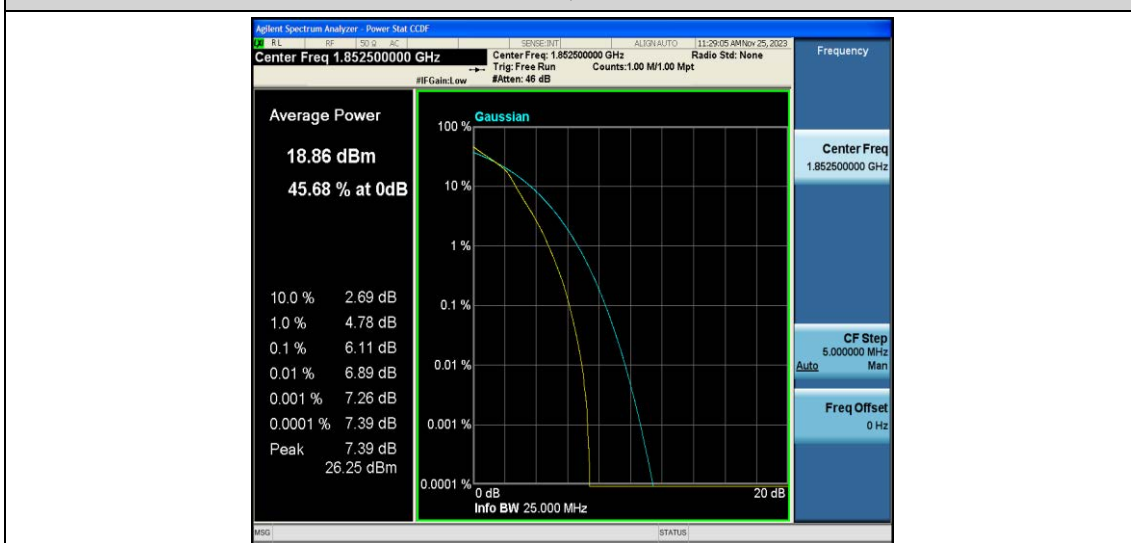 Agilent Spectrum Analyzer - Power Stat CCDF
RL RF 50 Ω AC SENSE:INT ALIGN AUTO 11:29:05 AM Nov 25, 2023
Center Freq 1.852500000 GHz
Center Freq: 1.852500000 GHz Radio Std: None
Trig: Free Run Counts:1.00 M/1.00 Mpt
#IFGain:Low #Atten: 46 dB
Frequency
Average Power
18.86 dBm
45.68 % at 0dB
10.0 % 2.69 dB
1.0 % 4.78 dB
0.1 % 6.11 dB
0.01 % 6.89 dB
0.001 % 7.26 dB
0.0001 % 7.39 dB
Peak 7.39 dB
26.25 dBm
Gaussian
100 %
10 %
1 %
0.1 %
0.01 %
0.001 %
0.0001 %
0 dB 20 dB
Info BW 25.000 MHz
Center Freq
1.852500000 GHz
CF Step
5.000000 MHz
Auto Man
Freq Offset
0 Hz
MSG STATUS